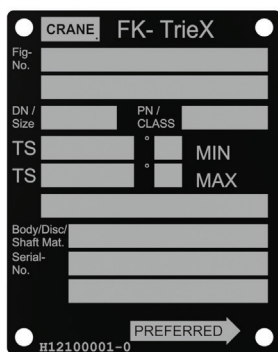 CRANE. FK- TrieX
Fig-
No.
DN / PN /
Size CLASS
TS ° MIN
TS ° MAX
Body/Disc/
Shaft Mat.
Serial-
No.
PREFERRED
H12100001-0